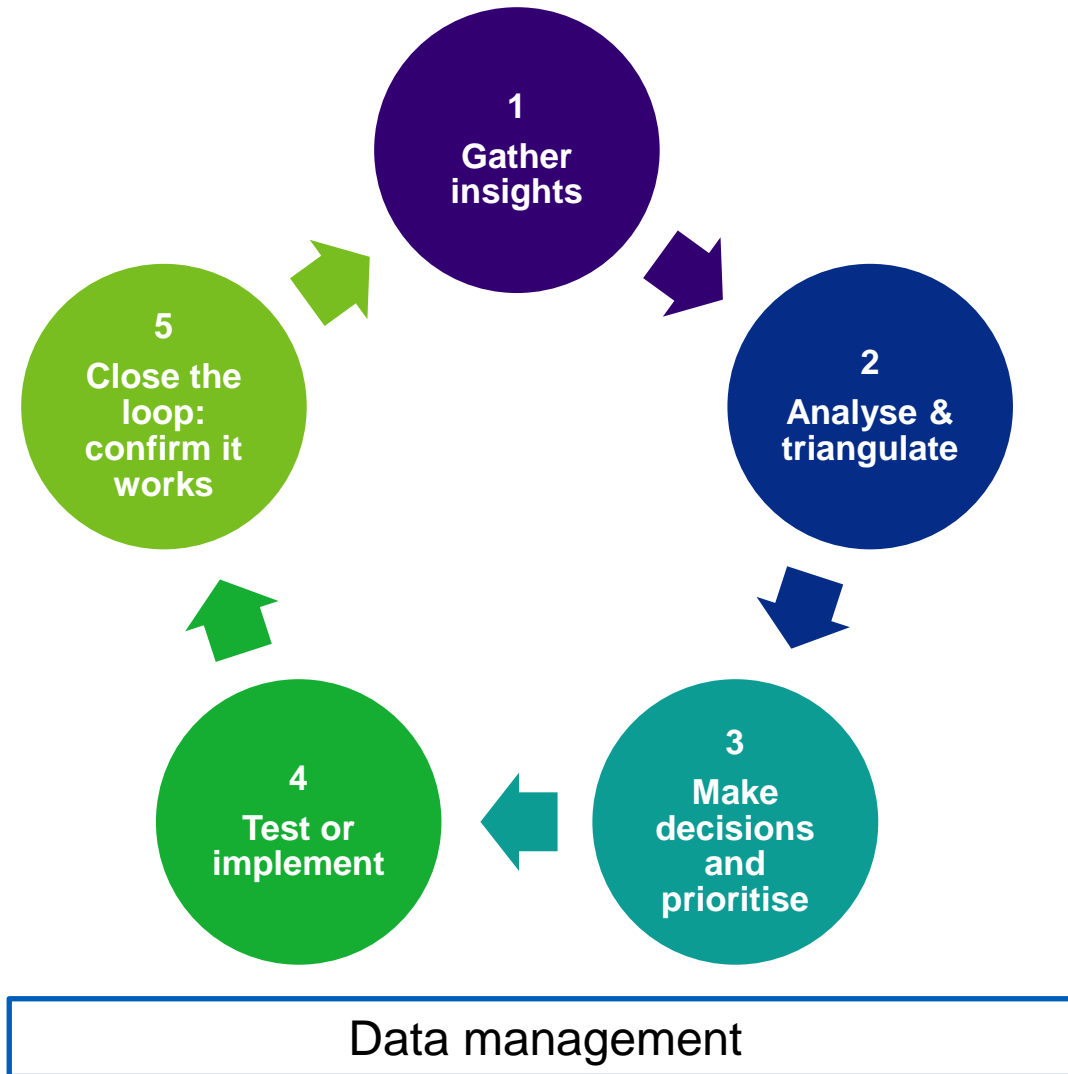 1
Gather
insights
2
Analyse &
triangulate
3
Make
decisions
and
prioritise
4
Test or
implement
5
Close the
loop:
confirm it
works
Data management